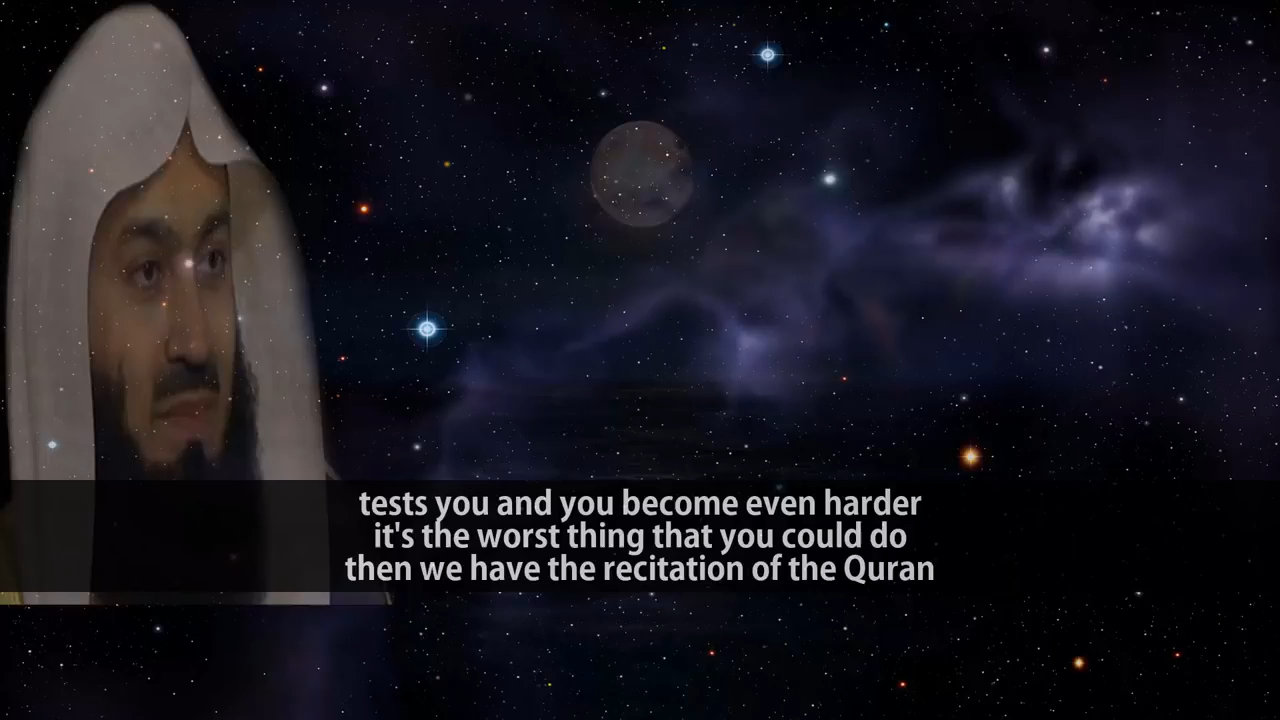 tests you and you become even harder
it's the worst thing that you could do
then we have the recitation of the Quran